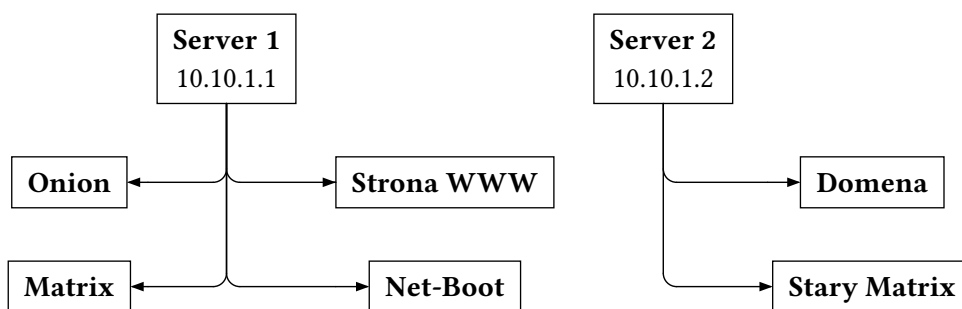 Server 1
10.10.1.1
Server 2
10.10.1.2
Onion
Strona WWW
Domena
Matrix
Net-Boot
Stary Matrix